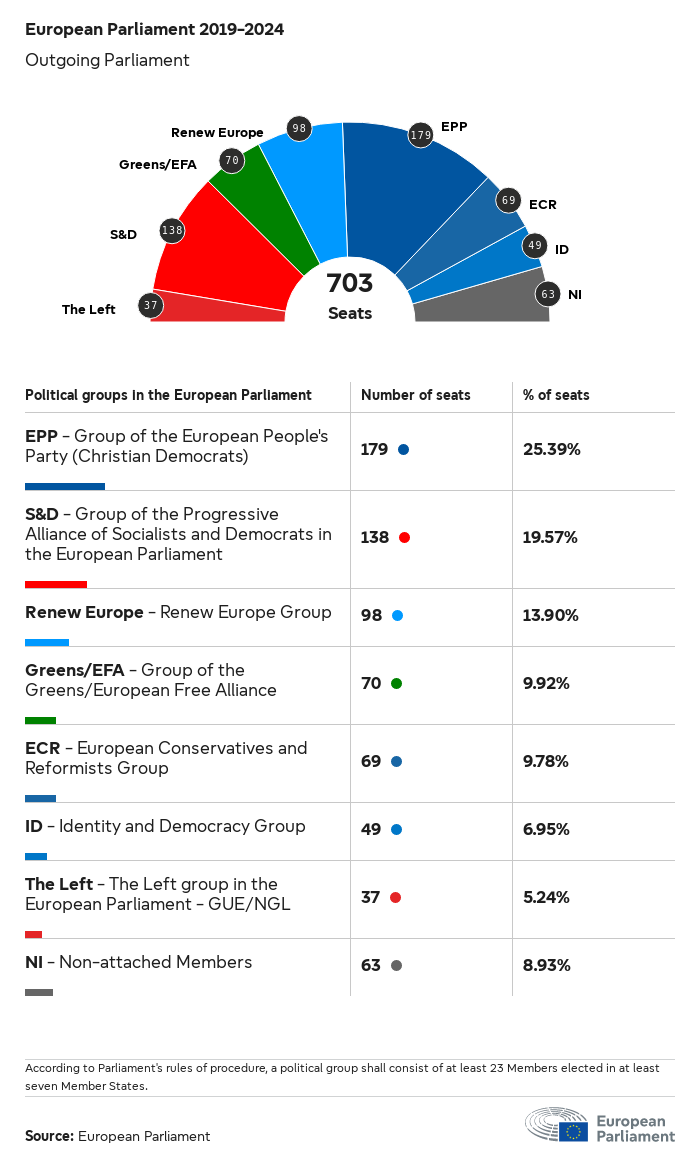 European Parliament 2019-2024
Outgoing Parliament
Renew Europe
98
179
EPP
Greens/EFA
70
69
ECR
S&D
138
49
ID
703
Seats
The Left
37
63
NI
Political groups in the European Parliament
Number of seats
% of seats
EPP - Group of the European People's
Party (Christian Democrats)
179
25.39%
S&D - Group of the Progressive
Alliance of Socialists and Democrats in
the European Parliament
138
19.57%
Renew Europe - Renew Europe Group
98
13.90%
Greens/EFA - Group of the
Greens/European Free Alliance
70
9.92%
ECR - European Conservatives and
Reformists Group
69
9.78%
ID - Identity and Democracy Group
49
6.95%
The Left - The Left group in the
European Parliament - GUE/NGL
37
5.24%
NI - Non-attached Members
63
8.93%
According to Parliament's rules of procedure, a political group shall consist of at least 23 Members elected in at least
seven Member States.
Source: European Parliament
European
Parliament